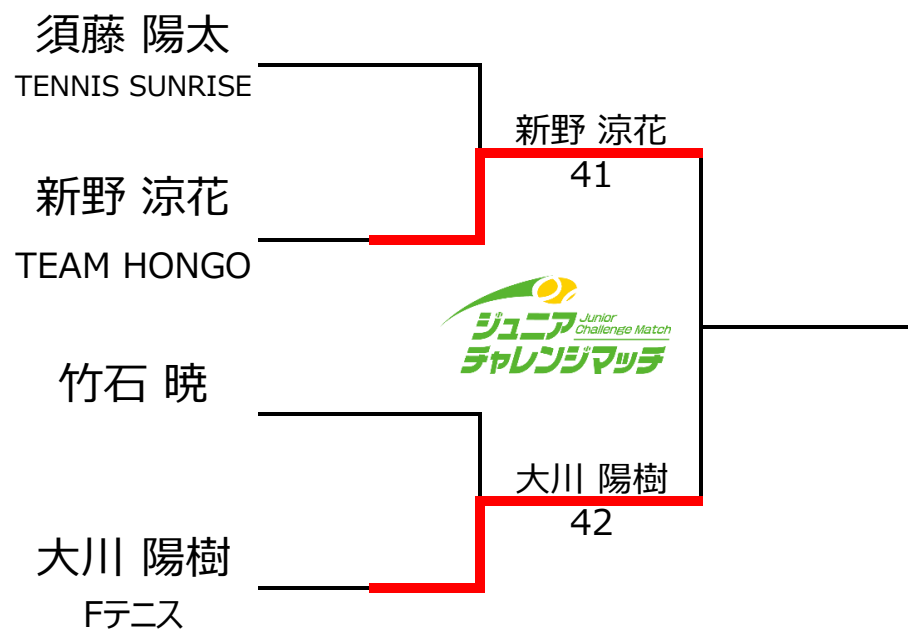 須藤 陽太
TENNIS SUNRISE
新野 涼花
41
新野 涼花
TEAM HONGO
ジュニア
Junior
Challenge Match
チャレンジマッチ
竹石 暁
大川 陽樹
42
大川 陽樹
Fテニス